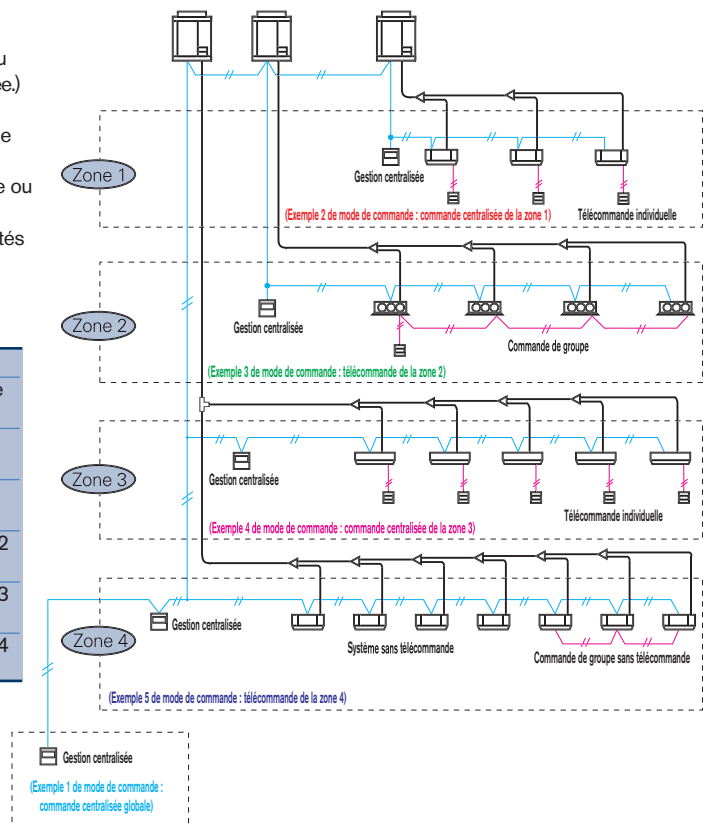 u
e.)
e
e ou
tés
e
2
3
4
Zone 1
Gestion centralisée
(Exemple 2 de mode de commande : commande centralisée de la zone 1)
Télécommande individuelle
Zone 2
Gestion centralisée
Commande de groupe
(Exemple 3 de mode de commande : télécommande de la zone 2)
Zone 3
Gestion centralisée
Télécommande individuelle
(Exemple 4 de mode de commande : commande centralisée de la zone 3)
Zone 4
Gestion centralisée
Système sans télécommande
Commande de groupe sans télécommande
(Exemple 5 de mode de commande : télécommande de la zone 4)
Gestion centralisée
(Exemple 1 de mode de commande :
commande centralisée globale)